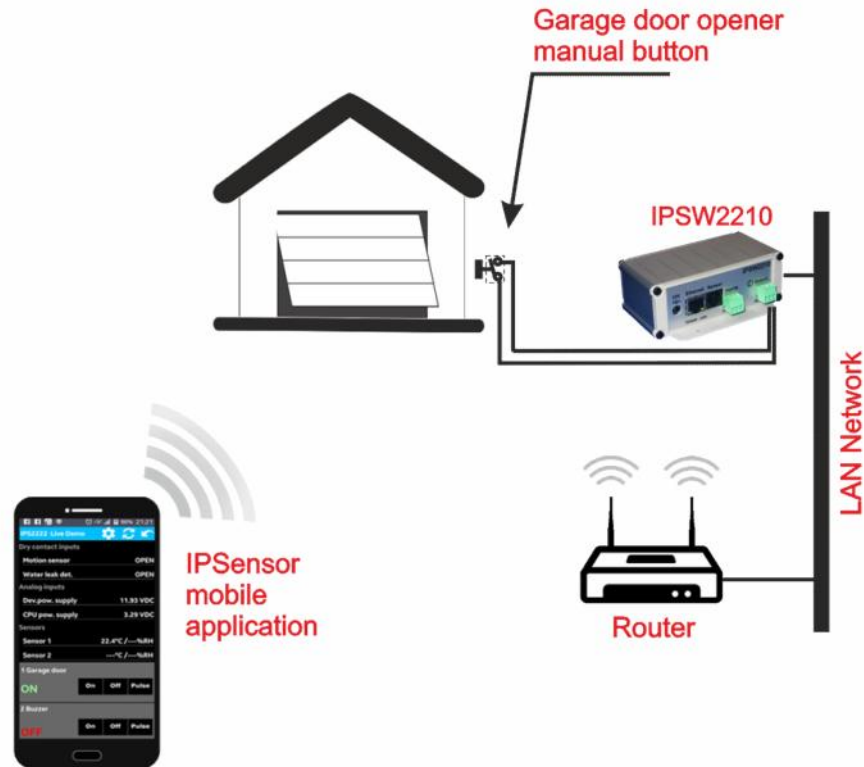 Garage door opener
manual button
IPSW2210
LAN Network
Router
IPSensor
mobile
application
90% 21:21
IPS2222 -Live Demo
Dry contact inputs
Motion sensor OPEN
Water leak det. OPEN
Analog inputs
Dev.pow. supply 11.93 VDC
CPU pow. supply 3.29 VDC
Sensors
Sensor 1 22.4°C /---%RH
Sensor 2 ---°C /---%RH
1 Garage door
ON On Off Pulse
2 Buzzer
OFF On Off Pulse